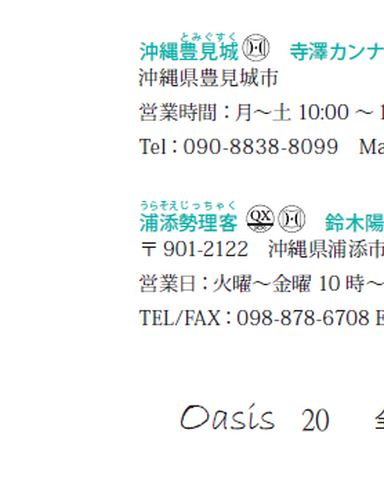 とみぐすく
沖縄豊見城 寺澤カンナ
沖縄県豊見城市
営業時間：月～土 10:00 ～ 1
Tel：090-8838-8099 Ma
うらそえじっちゃく
浦添勢理客 QX 鈴木陽
〒901-2122 沖縄県浦添市
営業日：火曜～金曜 10 時～
TEL/FAX：098-878-6708 E
Oasis 20